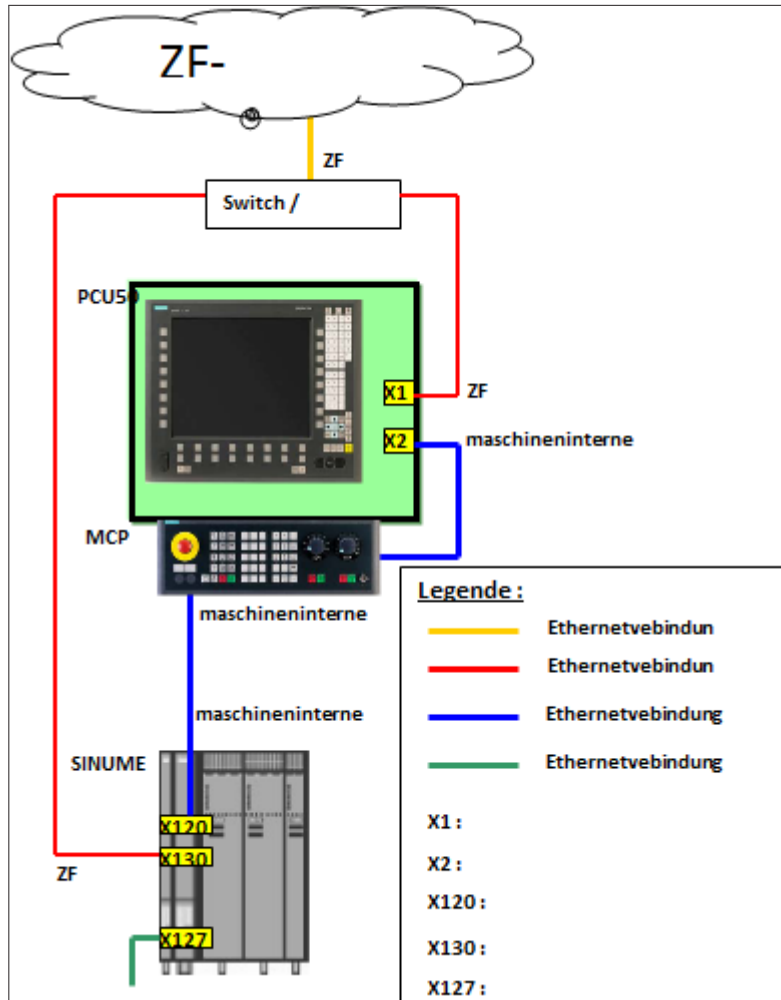 ZF-
ZF
Switch /
PCU50
X1
ZF
X2
maschineninterne
MCP
maschineninterne
Legende :
Ethernetvebindun
Ethernetvebindun
maschineninterne
Ethernetvebindung
SINUME
Ethernetvebindung
X120
X1 :
X130
X2 :
ZF
X120 :
X127
X130 :
X127 :